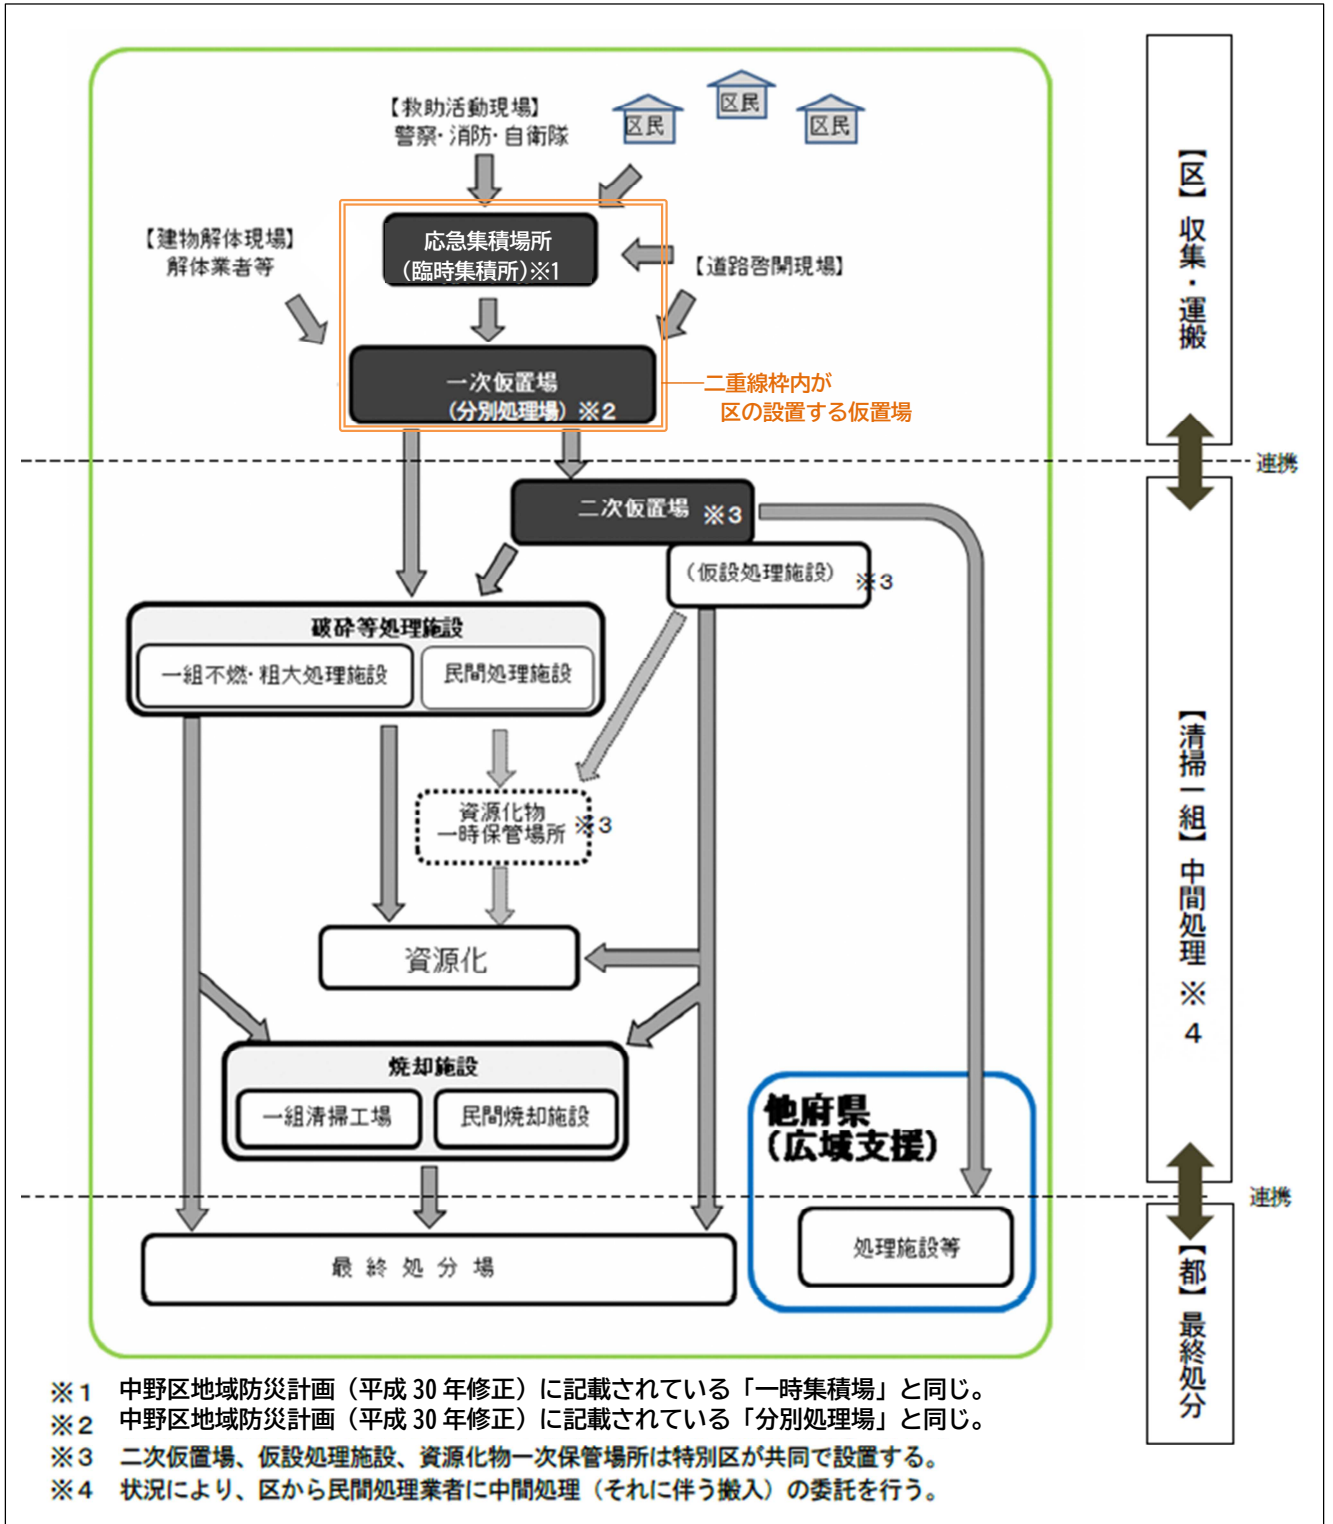 【救助活動現場】
警察・消防・自衛隊
区民
区民
区民
【建物解体現場】
解体業者等
応急集積場所
(臨時集積所)※1
【道路啓開現場】
一次仮置場
(分別処理場)※2
二重線枠内が
区の設置する仮置場
【区】収集・運搬
連携
二次仮置場 ※3
(仮設処理施設)
※3
破砕等処理施設
一組不燃・粗大処理施設
民間処理施設
資源化物
一時保管場所
※3
資源化
焼却施設
一組清掃工場
民間焼却施設
他府県
(広域支援)
処理施設等
最終処分場
【清掃一組】中間処理※4
連携
【都】最終処分
※1 中野区地域防災計画（平成30年修正）に記載されている「一時集積場」と同じ。
※2 中野区地域防災計画（平成30年修正）に記載されている「分別処理場」と同じ。
※3 二次仮置場、仮設処理施設、資源化物一次保管場所は特別区が共同で設置する。
※4 状況により、区から民間処理業者に中間処理（それに伴う搬入）の委託を行う。